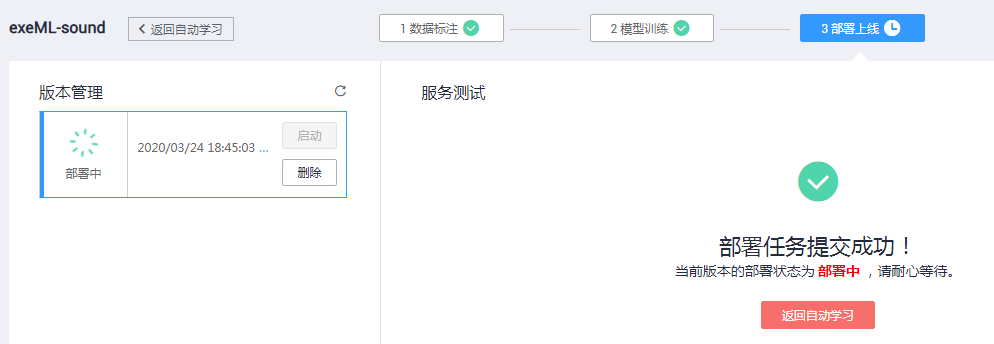 exeML-sound
返回自动学习
1 数据标注
2 模型训练
3 部署上线
版本管理
部署中
2020/03/24 18:45:03 ...
启动
删除
服务测试
部署任务提交成功！
当前版本的部署状态为 部署中 ，请耐心等待。
返回自动学习